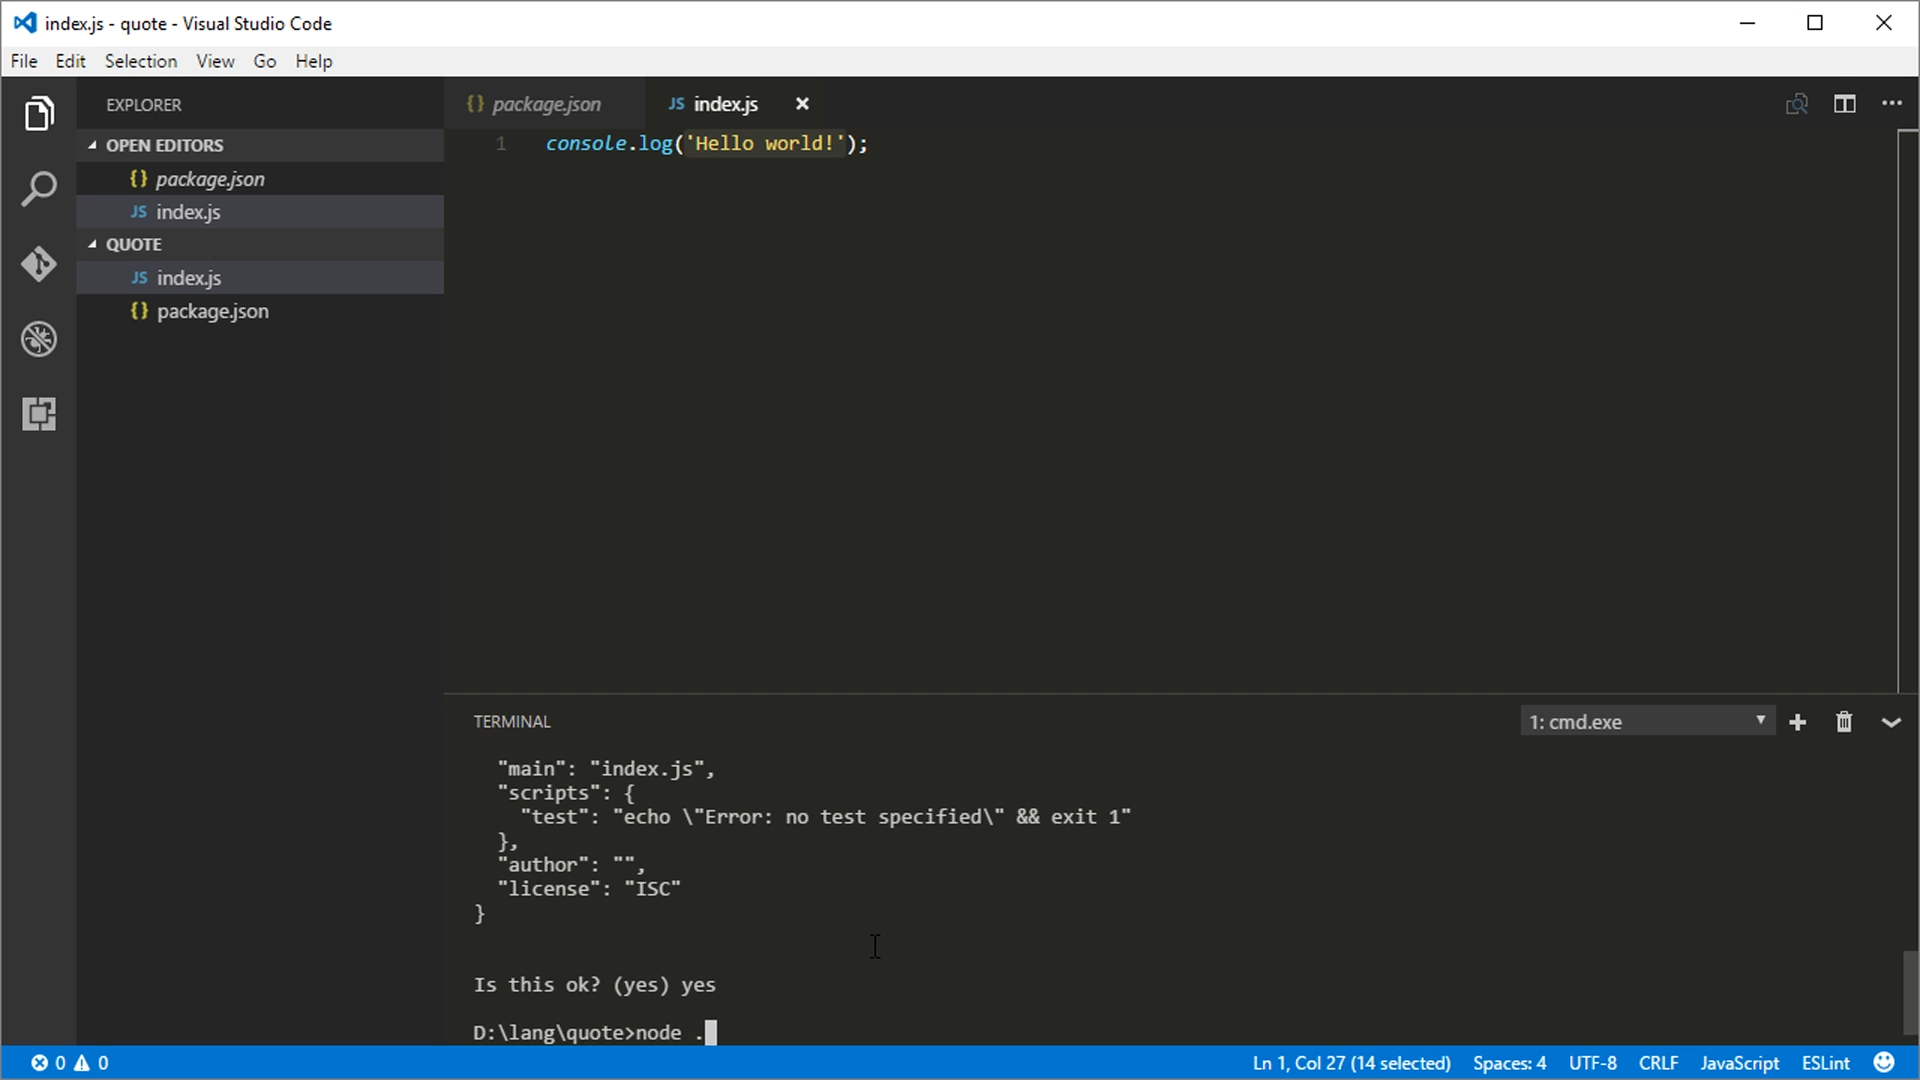 index.js - quote - Visual Studio Code
File Edit Selection View Go Help
EXPLORER
OPEN EDITORS
{} package.json
JS index.js
QUOTE
JS index.js
{} package.json
{} package.json JS index.js
1 console.log('Hello world!');
TERMINAL
1: cmd.exe
"main": "index.js",
"scripts": {
"test": "echo \"Error: no test specified\" && exit 1"
},
"author": "",
"license": "ISC"
}
Is this ok? (yes) yes
D:\lang\quote>node .
0 0 Ln 1, Col 27 (14 selected) Spaces: 4 UTF-8 CRLF JavaScript ESLint